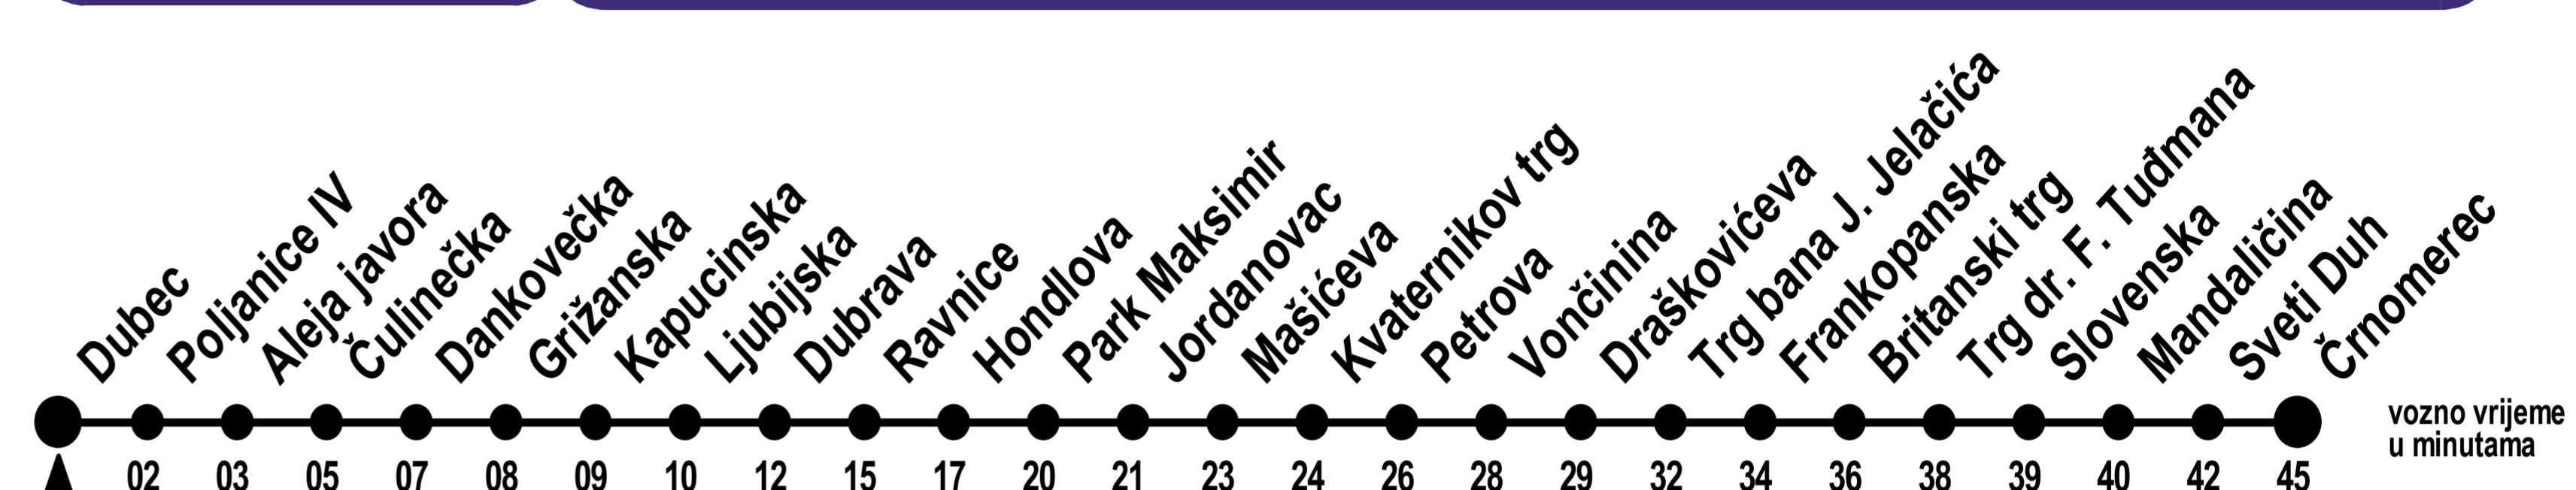 Dubec
Poljanice IV
Aleja javora
Čulinečka
Dankovečka
Grižanska
Kapucinska
Ljubijska
Dubrava
Ravnice
Hondlova
Park Maksimir
Jordanovac
Mašićeva
Kvaternikov trg
Petrova
Vončinina
Draškovićeva
Trg bana J. Jelačića
Frankopanska
Britanski trg
Trg dr. F. Tuđmana
Slovenska
Mandaličina
Sveti Duh
Črnomerec
vozno vrijeme
u minutama
02 03 05 07 08 09 10 12 15 17 20 21 23 24 26 28 29 32 34 36 38 39 40 42 45